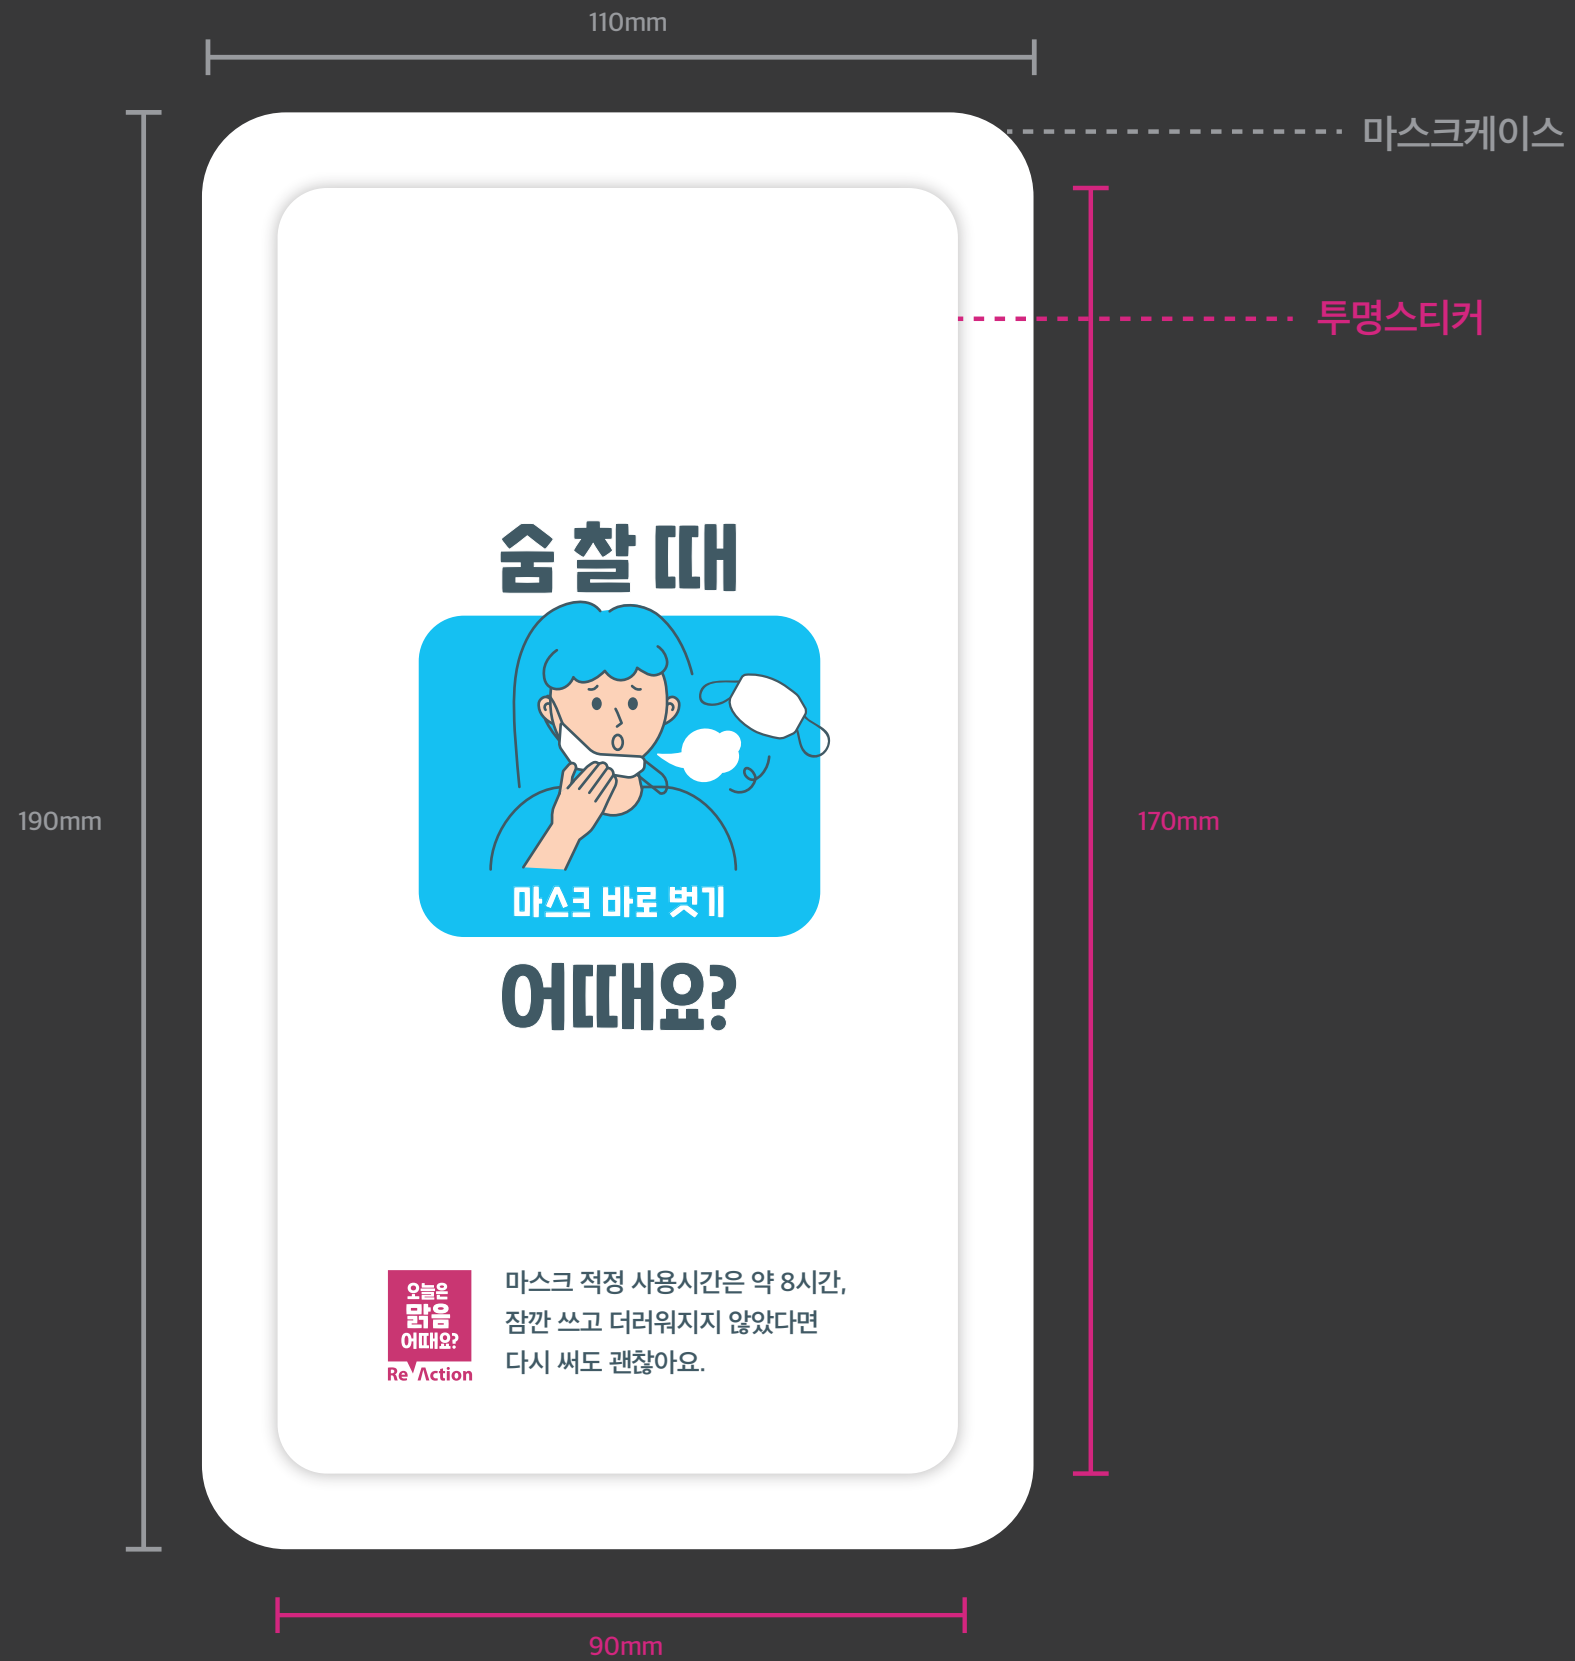 110mm
마스크케이스
투명스티커
숨 찰 때
마스크 바로 벗기
190mm
170mm
어때요?
오늘은
맑음
어때요?
Re Action
마스크 적정 사용시간은 약 8시간,
잠깐 쓰고 더러워지지 않았다면
다시 써도 괜찮아요.
90mm